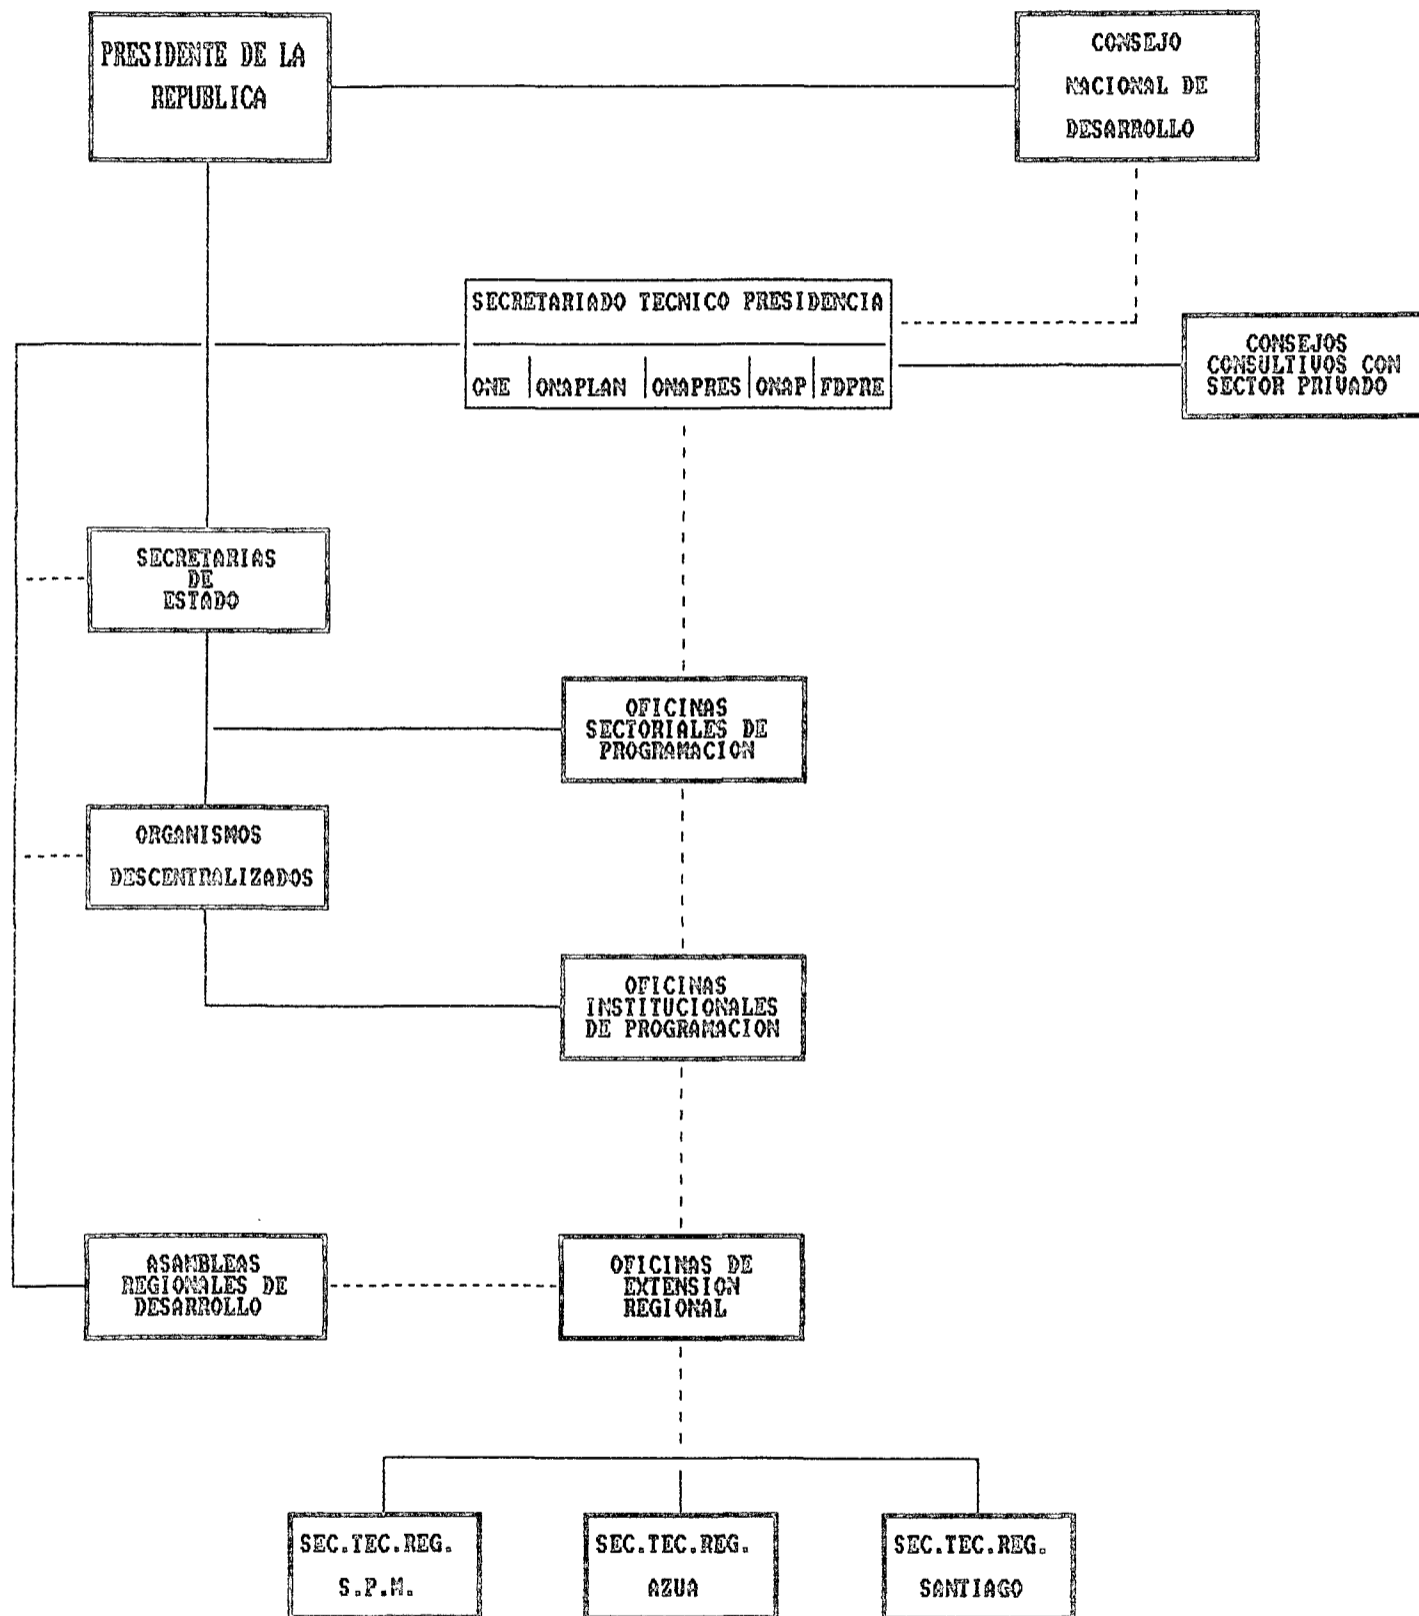 PRESIDENTE DE LA
REPUBLICA
CONSEJO
NACIONAL DE
DESARROLLO
SECRETARIADO TECNICO PRESIDENCIA
ONE ONAPLAN ONAPRES ONAP FDPRE
CONSEJOS
CONSULTIVOS CON
SECTOR PRIVADO
SECRETARIAS
DE
ESTADO
OFICINAS
SECTORIALES DE
PROGRAMACION
ORGANISMOS
DESCENTRALIZADOS
OFICINAS
INSTITUCIONALES
DE PROGRAMACION
ASAMBLEAS
REGIONALES DE
DESARROLLO
OFICINAS DE
EXTENSION
REGIONAL
SEC.TEC.REG.
S.P.M.
SEC.TEC.REG.
AZUA
SEC.TEC.REG.
SANTIAGO